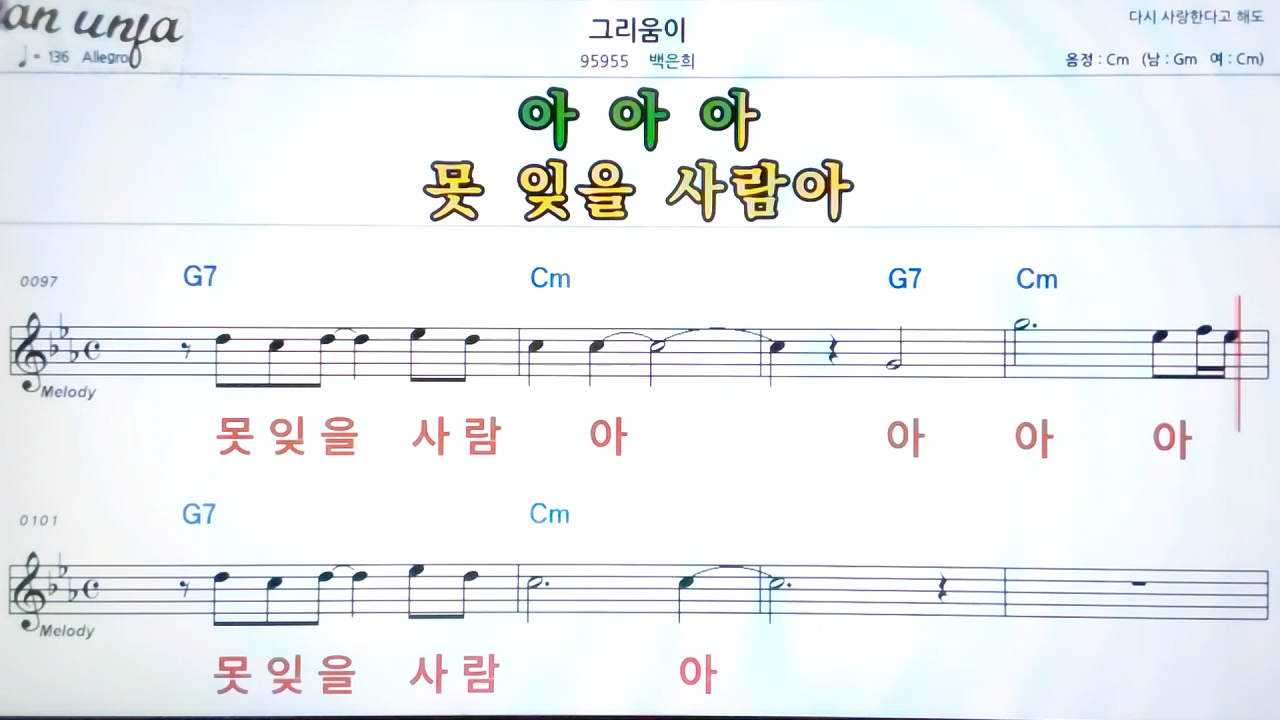 다시 사랑한다고 해도
그리움이
♩= 136 Allegro
95955 백은희
음정 : Cm (남 : Gm 여 : Cm)
아 아 아
못 잊을 사람아
0097 G7 Cm G7 Cm
Melody
못 잊 을 사 람 아 아 아 아
0101 G7 Cm
Melody
못 잊 을 사 람 아